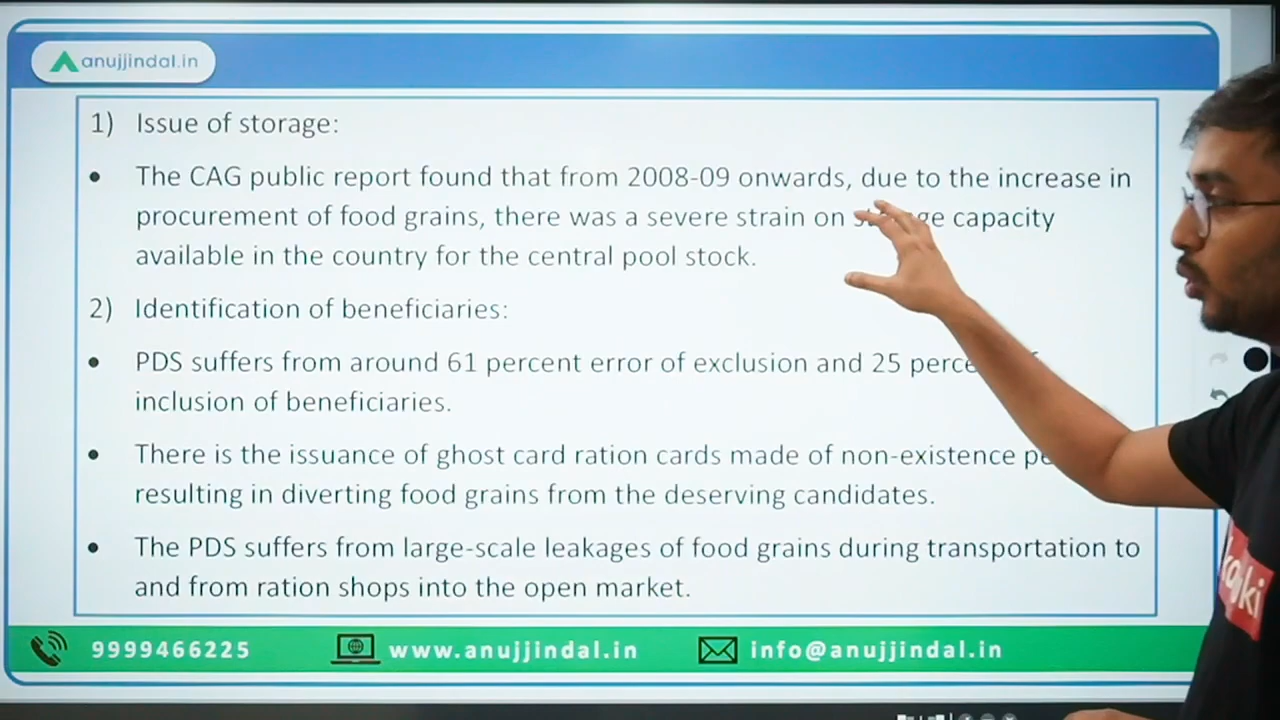 anujjindal.in
1) Issue of storage:
• The CAG public report found that from 2008-09 onwards, due to the increase in
procurement of food grains, there was a severe strain on capacity
available in the country for the central pool stock.
2) Identification of beneficiaries:
• PDS suffers from around 61 percent error of exclusion and 25
inclusion of beneficiaries.
• There is the issuance of ghost card ration cards made of non-existence
resulting in diverting food grains from the deserving candidates.
• The PDS suffers from large-scale leakages of food grains during transportation to
and from ration shops into the open market.
9999466225 www.anujjindal.in info@anujjindal.in